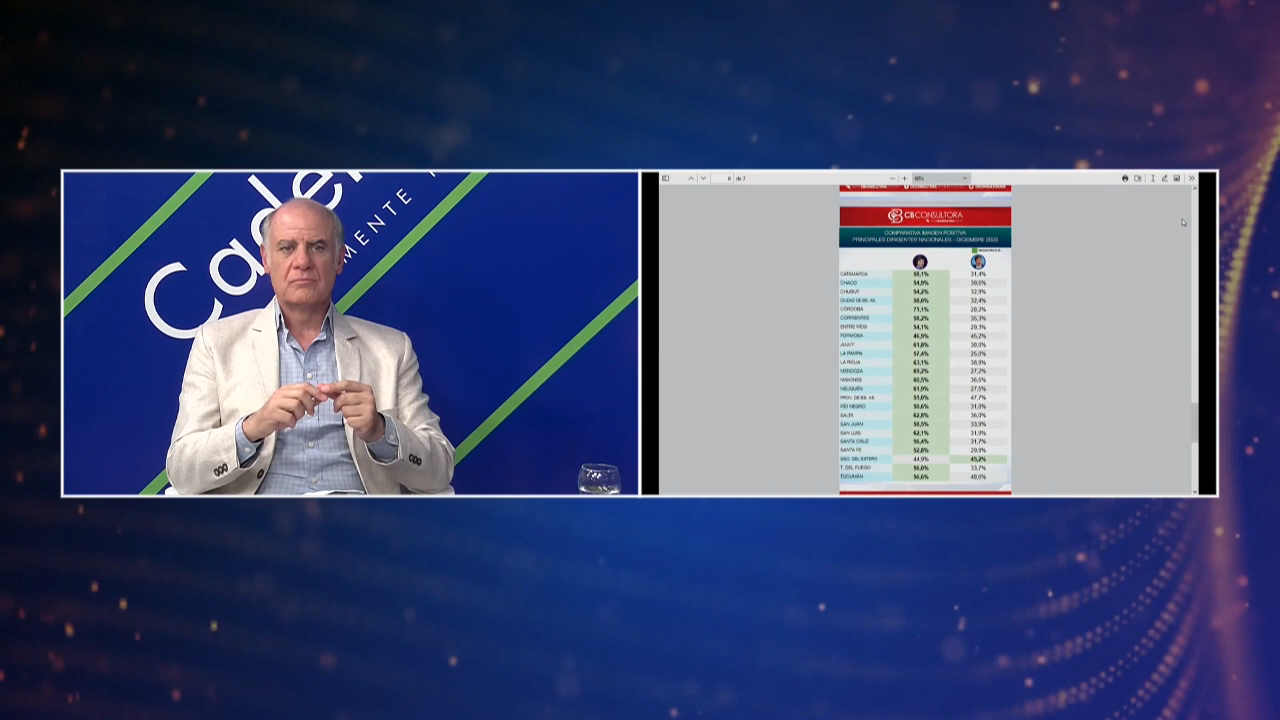 Cade
MENTE
6 de 7
60%
CB CONSULTORA
COMPARATIVA IMAGEN POSITIVA
PRINCIPALES DIRIGENTES NACIONALES - DICIEMBRE 2023
CATAMARCA 58,1% 31,4%
CHACO 54,9% 39,5%
CHUBUT 54,2% 32,9%
CIUDAD DE BS. AS. 58,0% 32,4%
CÓRDOBA 71,1% 20,2%
CORRIENTES 58,2% 35,3%
ENTRE RÍOS 54,1% 29,3%
FORMOSA 46,9% 45,2%
JUJUY 61,8% 30,0%
LA PAMPA 57,4% 25,0%
LA RIOJA 63,1% 38,9%
MENDOZA 69,2% 27,2%
MISIONES 60,5% 36,5%
NEUQUÉN 61,9% 27,5%
PROV. DE BS. AS. 51,0% 47,7%
RÍO NEGRO 50,6% 31,0%
SALTA 62,8% 36,0%
SAN JUAN 58,5% 33,9%
SAN LUIS 62,1% 31,9%
SANTA CRUZ 56,4% 31,7%
SANTA FE 52,8% 29,9%
SGO. DEL ESTERO 44,9% 45,2%
T. DEL FUEGO 56,0% 33,7%
TUCUMÁN 56,6% 40,0%